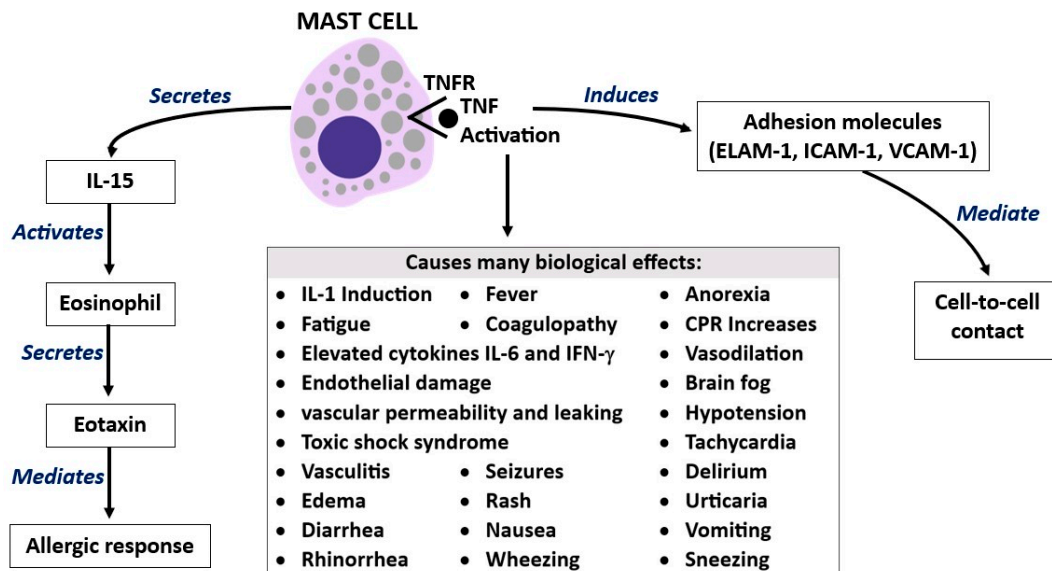 MAST CELL
TNFR
TNF
Activation
Secretes
IL-15
Activates
Eosinophil
Secretes
Eotaxin
Mediates
Allergic response
Induces
Adhesion molecules
(ELAM-1, ICAM-1, VCAM-1)
Mediate
Cell-to-cell
contact
Causes many biological effects:
• IL-1 Induction • Fever • Anorexia
• Fatigue • Coagulopathy • CPR Increases
• Elevated cytokines IL-6 and IFN-γ • Vasodilation
• Endothelial damage • Brain fog
• vascular permeability and leaking • Hypotension
• Toxic shock syndrome • Tachycardia
• Vasculitis • Seizures • Delirium
• Edema • Rash • Urticaria
• Diarrhea • Nausea • Vomiting
• Rhinorrhea • Wheezing • Sneezing